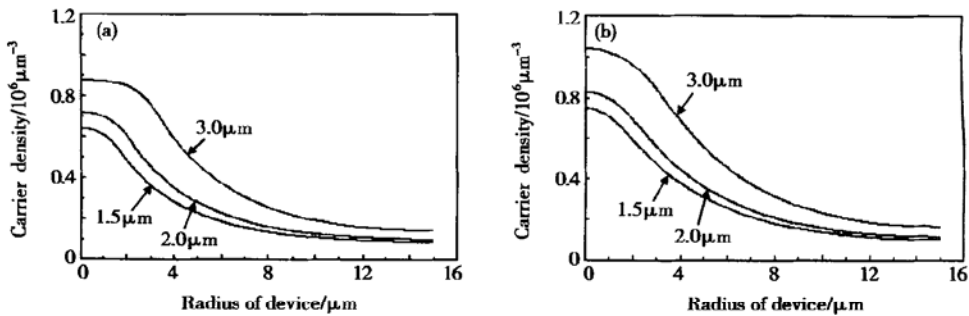 (a)
1.2
0.8
0.4
0
Carrier density/10⁶μm⁻³
3.0μm
1.5μm
2.0μm
0 4 8 12 16
Radius of device/μm
(b)
1.2
0.8
0.4
0
Carrier density/10⁶μm⁻³
3.0μm
1.5μm
2.0μm
0 4 8 12 16
Radius of device/μm